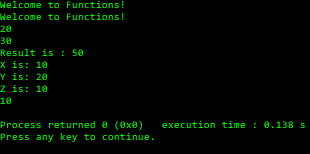 Welcome to Functions!
Welcome to Functions!
20
30
Result is : 50
X is: 10
Y is: 20
Z is: 10
10
Process returned 0 (0x0)   execution time : 0.138 s
Press any key to continue.